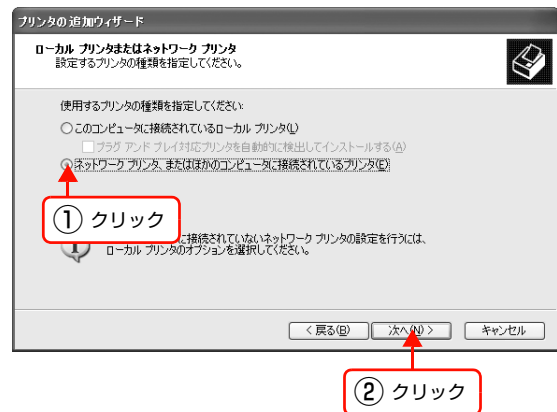 プリンタの追加ウィザード
ローカル プリンタまたはネットワーク プリンタ
設定するプリンタの種類を指定してください。
使用するプリンタの種類を指定してください:
このコンピュータに接続されているローカル プリンタ(L)
プラグ アンド プレイ対応プリンタを自動的に検出してインストールする(A)
ネットワーク プリンタ、またはほかのコンピュータに接続されているプリンタ(E)
① クリック
に接続されていないネットワーク プリンタの設定を行うには、
ローカル プリンタのオプションを選択してください。
< 戻る(B)
次へ(N) >
キャンセル
② クリック